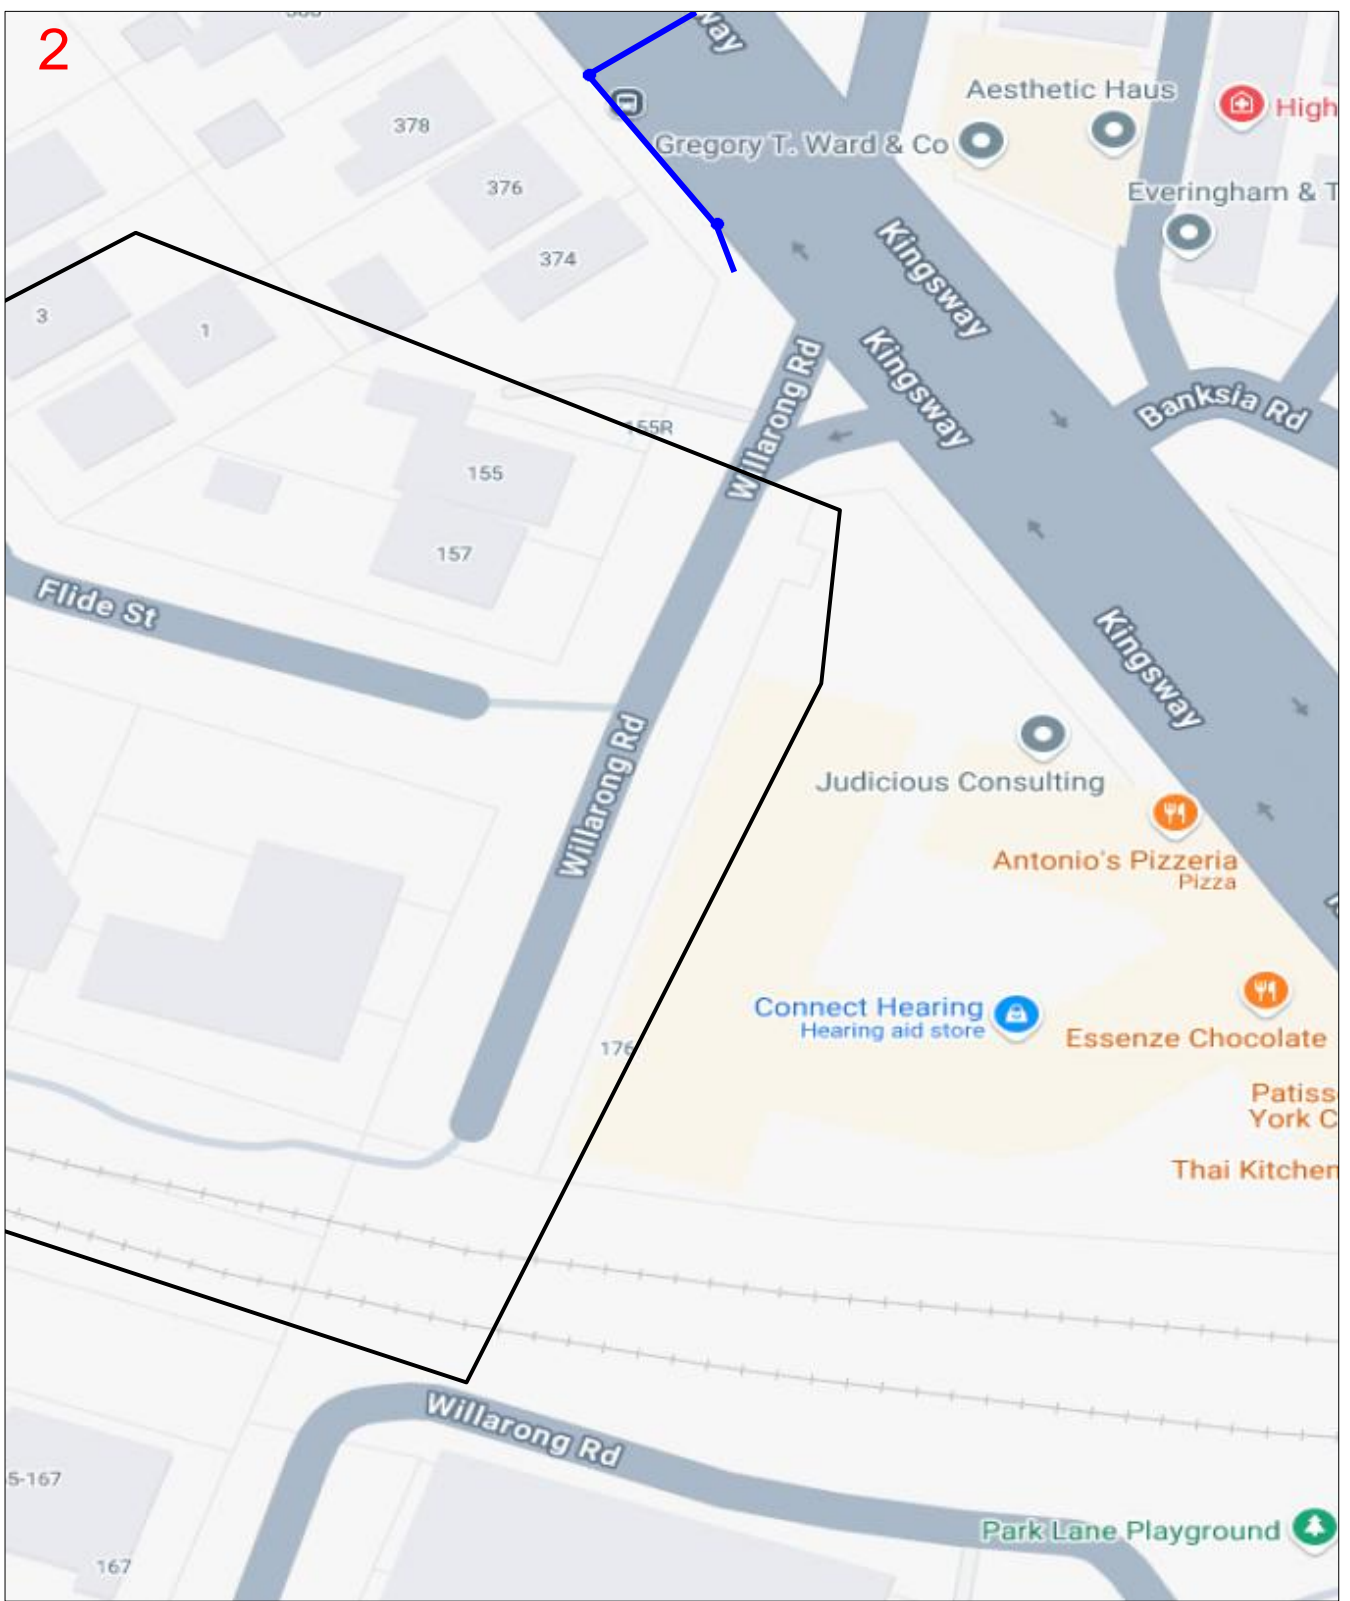 2
way
Aesthetic Haus
High
378
Gregory T. Ward & Co
376
Everingham & T
374
Kingsway
3
1
Willarong Rd
Kingsway
Banksia Rd
155R
155
157
Flide St
Kingsway
Willarong Rd
Judicious Consulting
Antonio's Pizzeria
Pizza
Connect Hearing
Hearing aid store
Essenze Chocolate
176
Patiss
York C
Thai Kitchen
Willarong Rd
5-167
Park Lane Playground
167